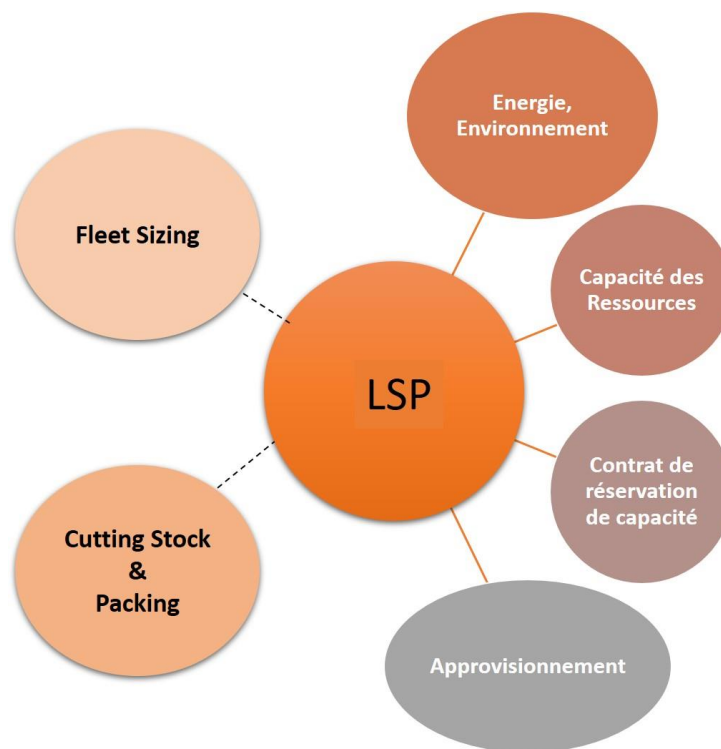 Energie,
Environnement
Fleet Sizing
Capacité des
Ressources
LSP
Contrat de
réservation
de capacité
Cutting Stock
&
Packing
Approvisionnement